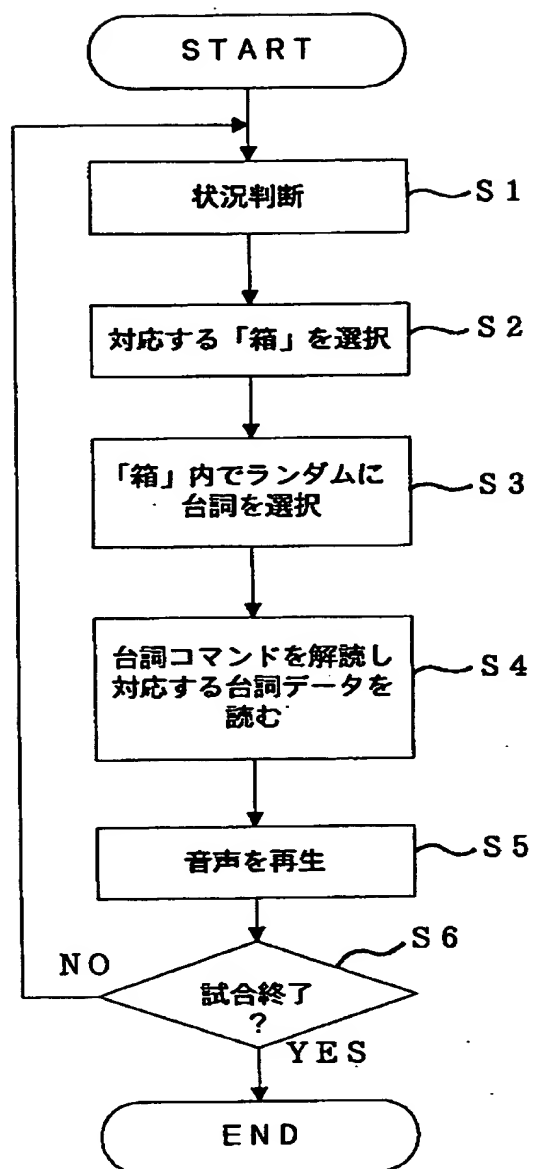 START
状況判断
S1
対応する「箱」を選択
S2
「箱」内でランダムに
台詞を選択
S3
台詞コマンドを解読し
対応する台詞データを
読む
S4
音声を再生
S5
S6
NO
試合終了
?
YES
END